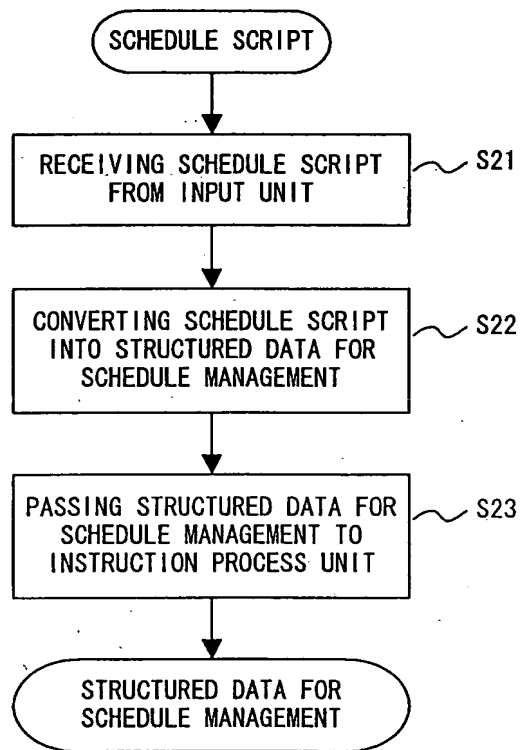 SCHEDULE SCRIPT
RECEIVING SCHEDULE SCRIPT
FROM INPUT UNIT
S21
CONVERTING SCHEDULE SCRIPT
INTO STRUCTURED DATA FOR
SCHEDULE MANAGEMENT
S22
PASSING STRUCTURED DATA FOR
SCHEDULE MANAGEMENT TO
INSTRUCTION PROCESS UNIT
S23
STRUCTURED DATA FOR
SCHEDULE MANAGEMENT